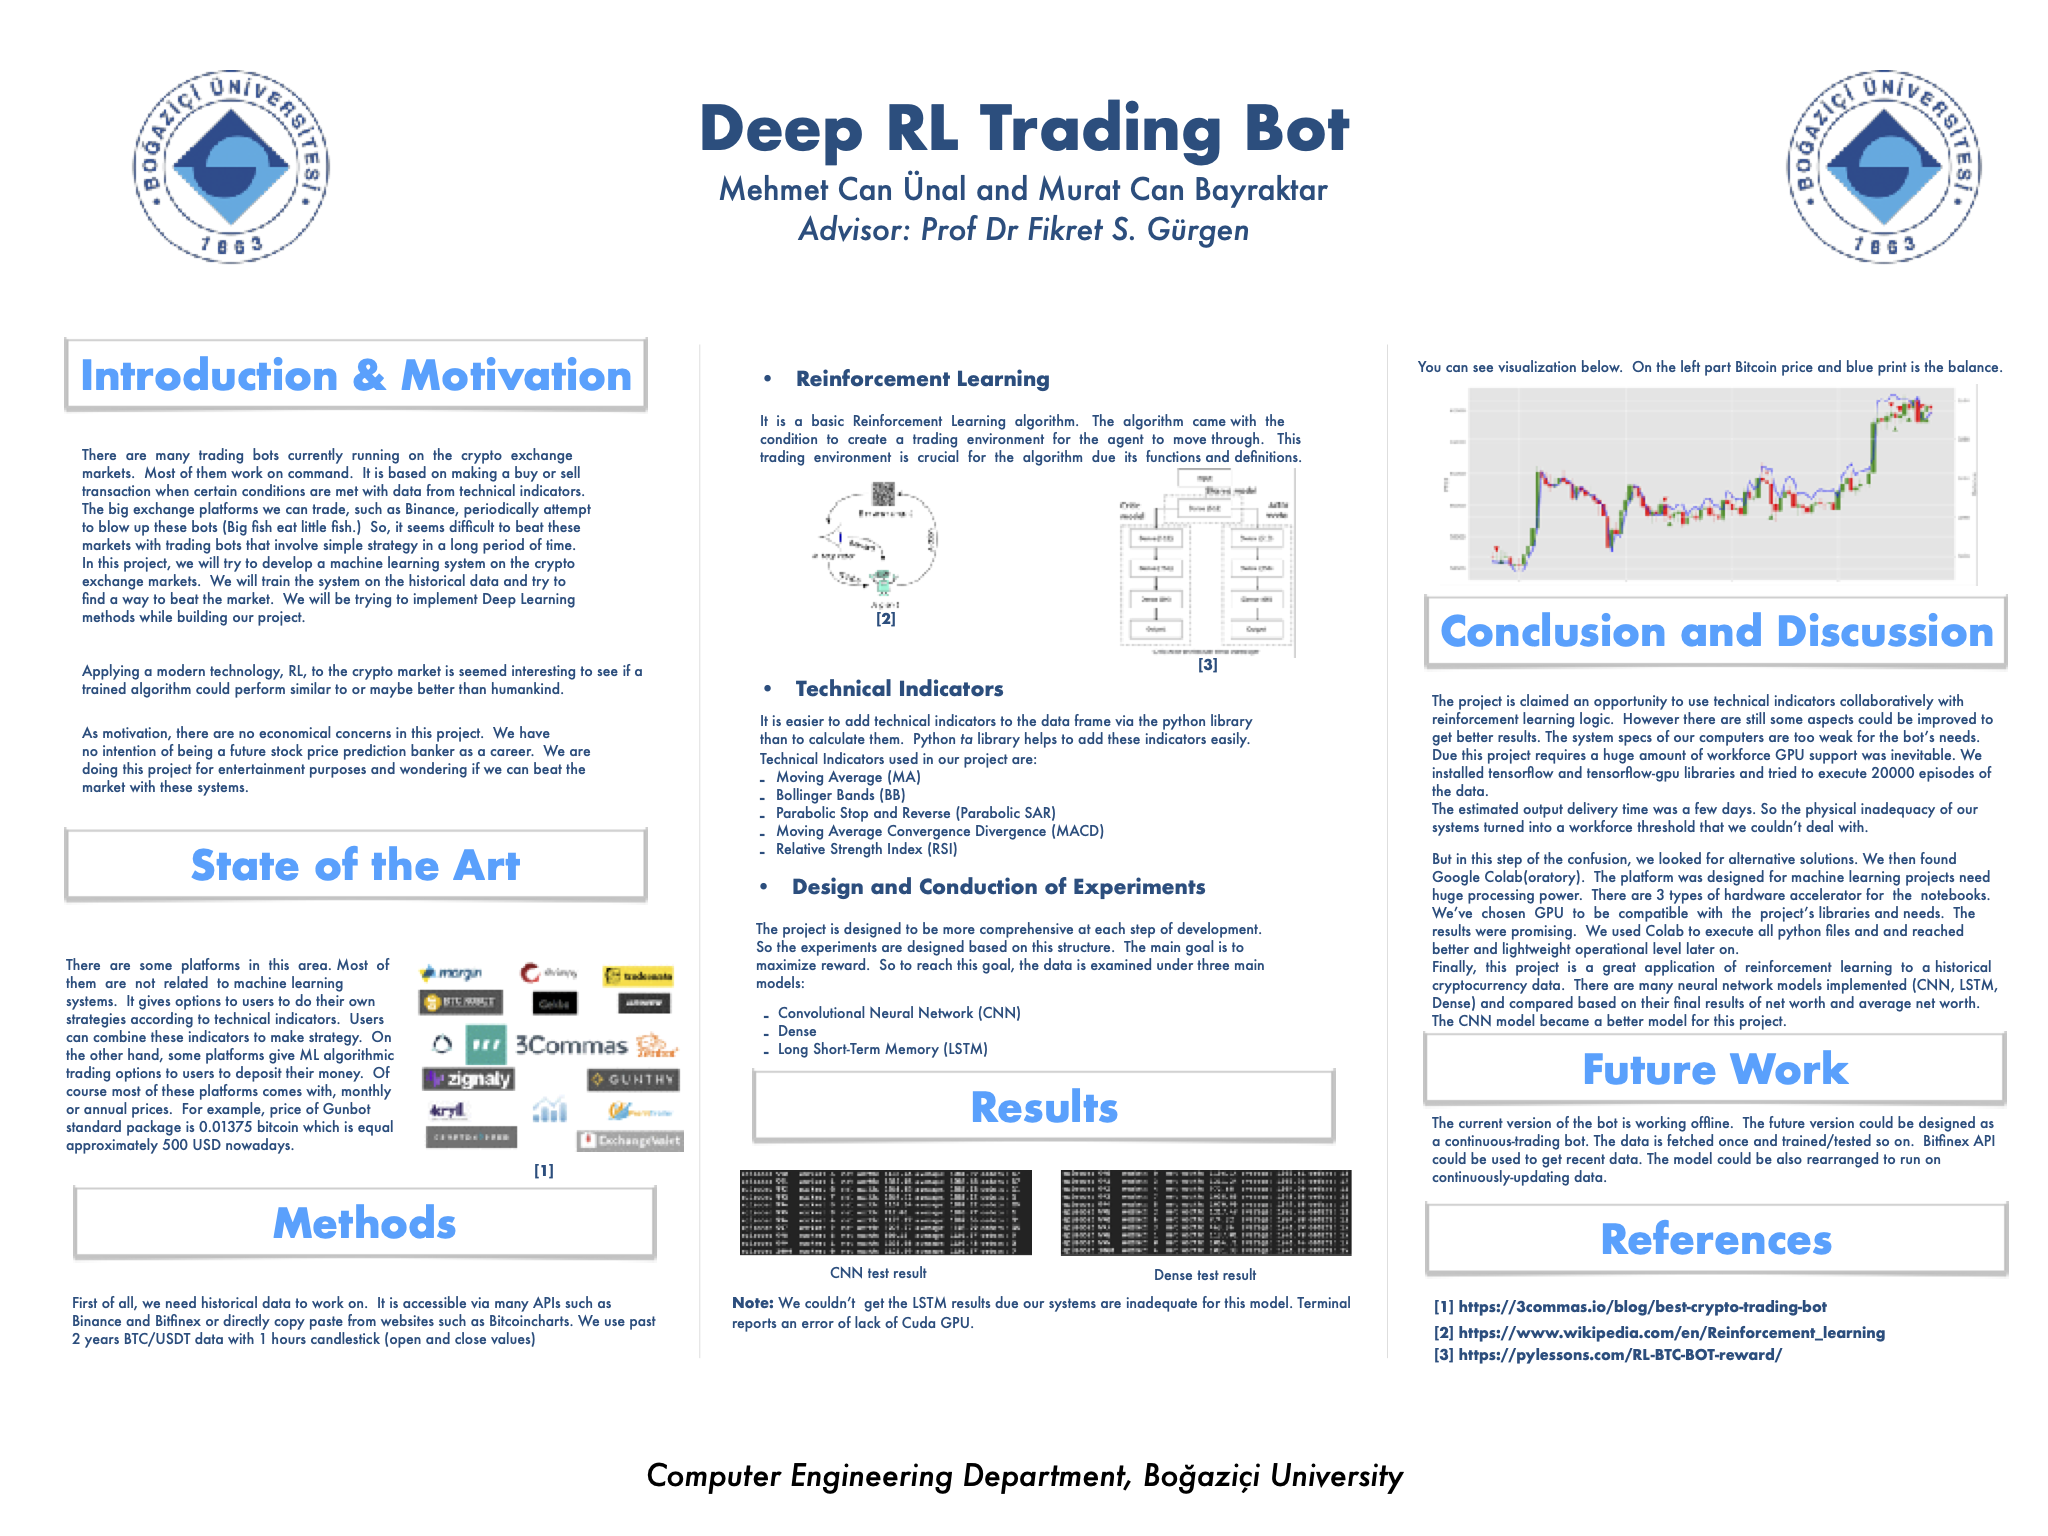 BOĞAZİÇİ ÜNİVERSİTESİ
1863
Deep RL Trading Bot
Mehmet Can Ünal and Murat Can Bayraktar
Advisor: Prof Dr Fikret S. Gürgen
BOĞAZİÇİ ÜNİVERSİTESİ
1863
Introduction & Motivation
There are many trading bots currently running on the crypto exchange
markets. Most of them work on command. It is based on making a buy or sell
transaction when certain conditions are met with data from technical indicators.
The big exchange platforms we can trade, such as Binance, periodically attempt
to blow up these bots (Big fish eat little fish.) So, it seems difficult to beat these
markets with trading bots that involve simple strategy in a long period of time.
In this project, we will try to develop a machine learning system on the crypto
exchange markets. We will train the system on the historical data and try to
find a way to beat the market. We will be trying to implement Deep Learning
methods while building our project.
Applying a modern technology, RL, to the crypto market is seemed interesting to see if a
trained algorithm could perform similar to or maybe better than humankind.
As motivation, there are no economical concerns in this project. We have
no intention of being a future stock price prediction banker as a career. We are
doing this project for entertainment purposes and wondering if we can beat the
market with these systems.
State of the Art
There are some platforms in this area. Most of
them are not related to machine learning
systems. It gives options to users to do their own
strategies according to technical indicators. Users
can combine these indicators to make strategy. On
the other hand, some platforms give ML algorithmic
trading options to users to deposit their money. Of
course most of these platforms comes with, monthly
or annual prices. For example, price of Gunbot
standard package is 0.01375 bitcoin which is equal
approximately 500 USD nowadays.
margin
BTC ROBOT
Gekko
3Commas
zignaly
GUNTHY
kryll
ExchangeValet
[1]
Methods
First of all, we need historical data to work on. It is accessible via many APIs such as
Binance and Bitfinex or directly copy paste from websites such as Bitcoincharts. We use past
2 years BTC/USDT data with 1 hours candlestick (open and close values)
• Reinforcement Learning
It is a basic Reinforcement Learning algorithm. The algorithm came with the
condition to create a trading environment for the agent to move through. This
trading environment is crucial for the algorithm due its functions and definitions.
[2]
Input
Shared model
Critic model
[3]
• Technical Indicators
It is easier to add technical indicators to the data frame via the python library
than to calculate them. Python ta library helps to add these indicators easily.
Technical Indicators used in our project are:
- Moving Average (MA)
- Bollinger Bands (BB)
- Parabolic Stop and Reverse (Parabolic SAR)
- Moving Average Convergence Divergence (MACD)
- Relative Strength Index (RSI)
• Design and Conduction of Experiments
The project is designed to be more comprehensive at each step of development.
So the experiments are designed based on this structure. The main goal is to
maximize reward. So to reach this goal, the data is examined under three main
models:
- Convolutional Neural Network (CNN)
- Dense
- Long Short-Term Memory (LSTM)
Results
CNN test result
Dense test result
Note: We couldn't get the LSTM results due our systems are inadequate for this model. Terminal
reports an error of lack of Cuda GPU.
You can see visualization below. On the left part Bitcoin price and blue print is the balance.
Conclusion and Discussion
The project is claimed an opportunity to use technical indicators collaboratively with
reinforcement learning logic. However there are still some aspects could be improved to
get better results. The system specs of our computers are too weak for the bot's needs.
Due this project requires a huge amount of workforce GPU support was inevitable. We
installed tensorflow and tensorflow-gpu libraries and tried to execute 20000 episodes of
the data.
The estimated output delivery time was a few days. So the physical inadequacy of our
systems turned into a workforce threshold that we couldn't deal with.
But in this step of the confusion, we looked for alternative solutions. We then found
Google Colab(oratory). The platform was designed for machine learning projects need
huge processing power. There are 3 types of hardware accelerator for the notebooks.
We've chosen GPU to be compatible with the project's libraries and needs. The
results were promising. We used Colab to execute all python files and and reached
better and lightweight operational level later on.
Finally, this project is a great application of reinforcement learning to a historical
cryptocurrency data. There are many neural network models implemented (CNN, LSTM,
Dense) and compared based on their final results of net worth and average net worth.
The CNN model became a better model for this project.
Future Work
The current version of the bot is working offline. The future version could be designed as
a continuous-trading bot. The data is fetched once and trained/tested so on. Bitfinex API
could be used to get recent data. The model could be also rearranged to run on
continuously-updating data.
References
[1] https://3commas.io/blog/best-crypto-trading-bot
[2] https://www.wikipedia.com/en/Reinforcement_learning
[3] https://pylessons.com/RL-BTC-BOT-reward/
Computer Engineering Department, Boğaziçi University